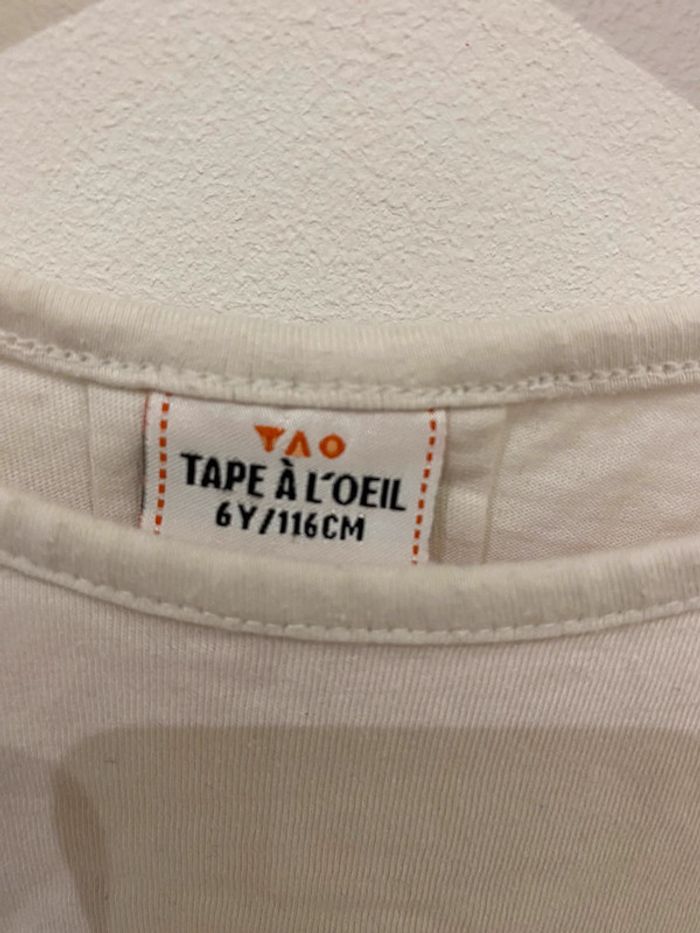 TAO
TAPE À L'OEIL
6Y/116CM